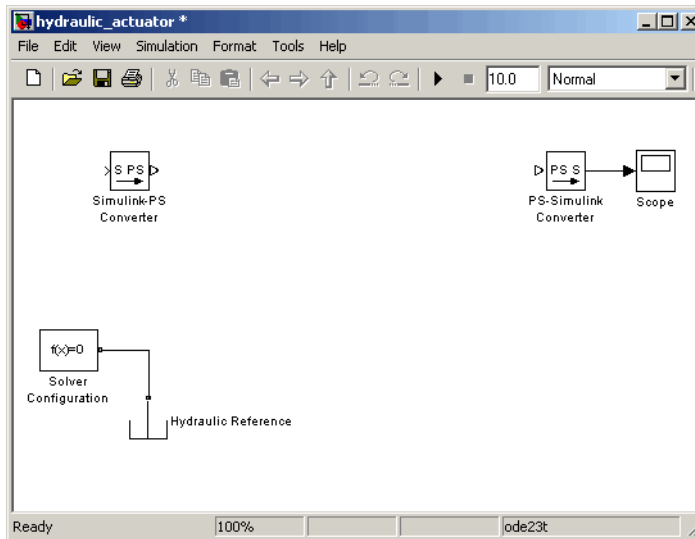 hydraulic_actuator *
File Edit View Simulation Format Tools Help
10.0 Normal
S PS
Simulink-PS
Converter
PS S
PS-Simulink
Converter
Scope
f(x)=0
Solver
Configuration
Hydraulic Reference
Ready 100% ode23t